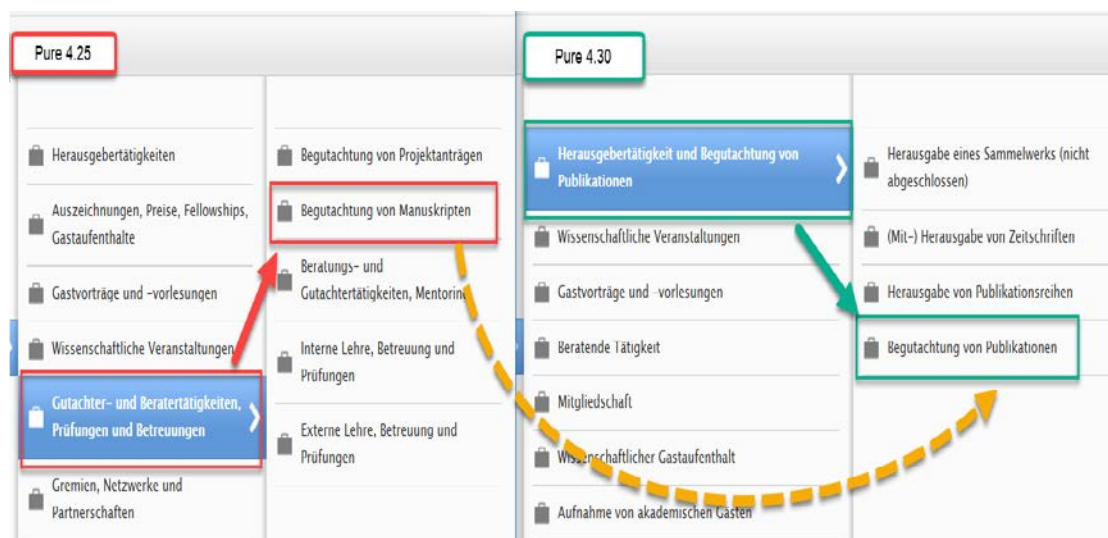 Pure 4.25
Herausgebertätigkeiten
Auszeichnungen, Preise, Fellowships,
Gastaufenthalte
Gastvorträge und -vorlesungen
Wissenschaftliche Veranstaltungen
Gutachter- und Beratertätigkeiten,
Prüfungen und Betreuungen
Gremien, Netzwerke und
Partnerschaften
Begutachtung von Projektanträgen
Begutachtung von Manuskripten
Beratungs- und
Gutachtertätigkeiten, Mentoring
Interne Lehre, Betreuung und
Prüfungen
Externe Lehre, Betreuung und
Prüfungen
Pure 4.30
Herausgebertätigkeit und Begutachtung von
Publikationen
Wissenschaftliche Veranstaltungen
Gastvorträge und -vorlesungen
Beratende Tätigkeit
Mitgliedschaft
Wissenschaftlicher Gastaufenthalt
Aufnahme von akademischen Gästen
Herausgabe eines Sammelwerks (nicht
abgeschlossen)
(Mit-) Herausgabe von Zeitschriften
Herausgabe von Publikationsreihen
Begutachtung von Publikationen